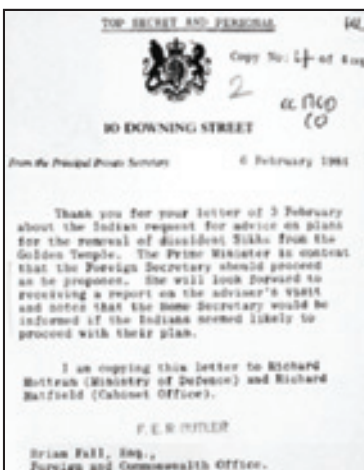 TOP SECRET AND PERSONAL
Copy No: of
2
cc MOD
CO
10 DOWNING STREET
From the Principal Private Secretary
6 February 1984
Thank you for your letter of 3 February
about the Indian request for advice on plans
for the removal of dissident Sikhs from the
Golden Temple. The Prime Minister is content
that the Foreign Secretary should proceed
as he proposes. She will look forward to
receiving a report on the adviser's visit
and notes that the Home Secretary would be
informed if the Indians seemed likely to
proceed with their plan.
I am copying this letter to Richard
Mottram (Ministry of Defence) and Richard
Hatfield (Cabinet Office).
F. E. R. BUTLER
Brian Fall, Esq.,
Foreign and Commonwealth Office.